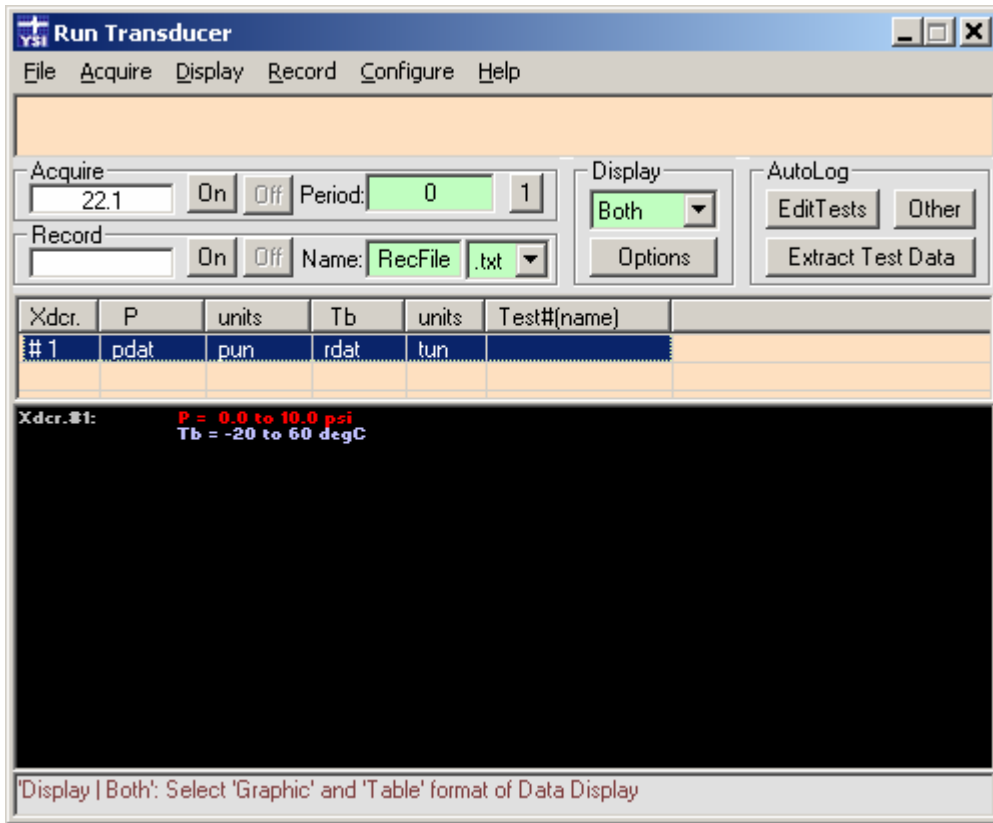 YSI Run Transducer
File Acquire Display Record Configure Help
Acquire
22.1 On Off Period: 0 1
Display
Both
Options
AutoLog
EditTests Other
Extract Test Data
Record
On Off Name: RecFile .txt
Xdcr. P units Tb units Test#(name)
# 1 pdat pun rdat tun
Xdcr.#1: P = 0.0 to 10.0 psi
Tb = -20 to 60 degC
'Display | Both': Select 'Graphic' and 'Table' format of Data Display